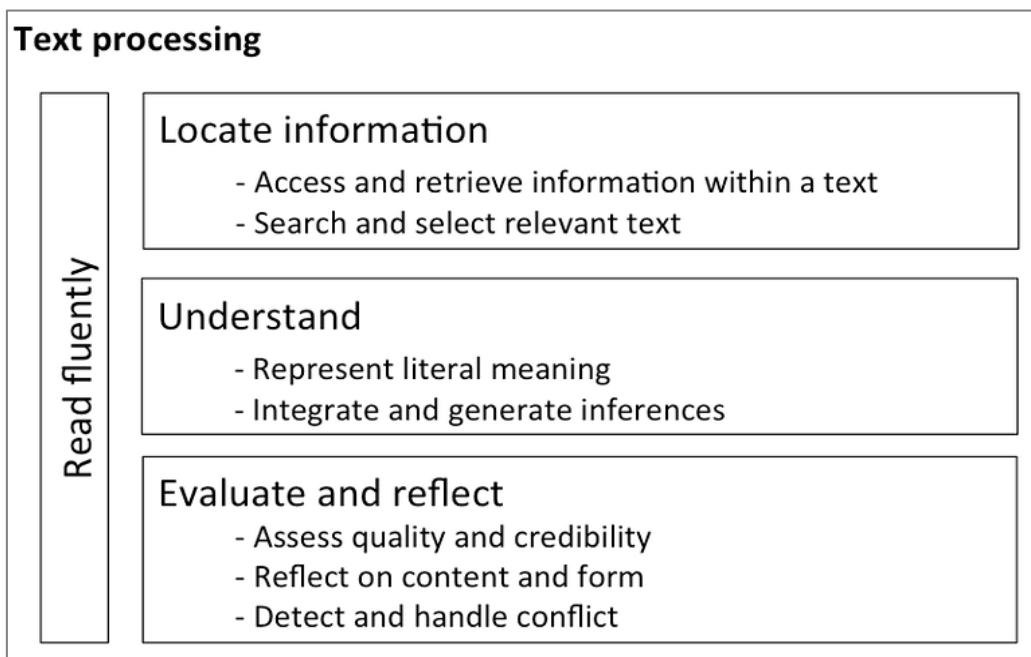 Text processing
Read fluently
Locate information
- Access and retrieve information within a text
- Search and select relevant text
Understand
- Represent literal meaning
- Integrate and generate inferences
Evaluate and reflect
- Assess quality and credibility
- Reflect on content and form
- Detect and handle conflict